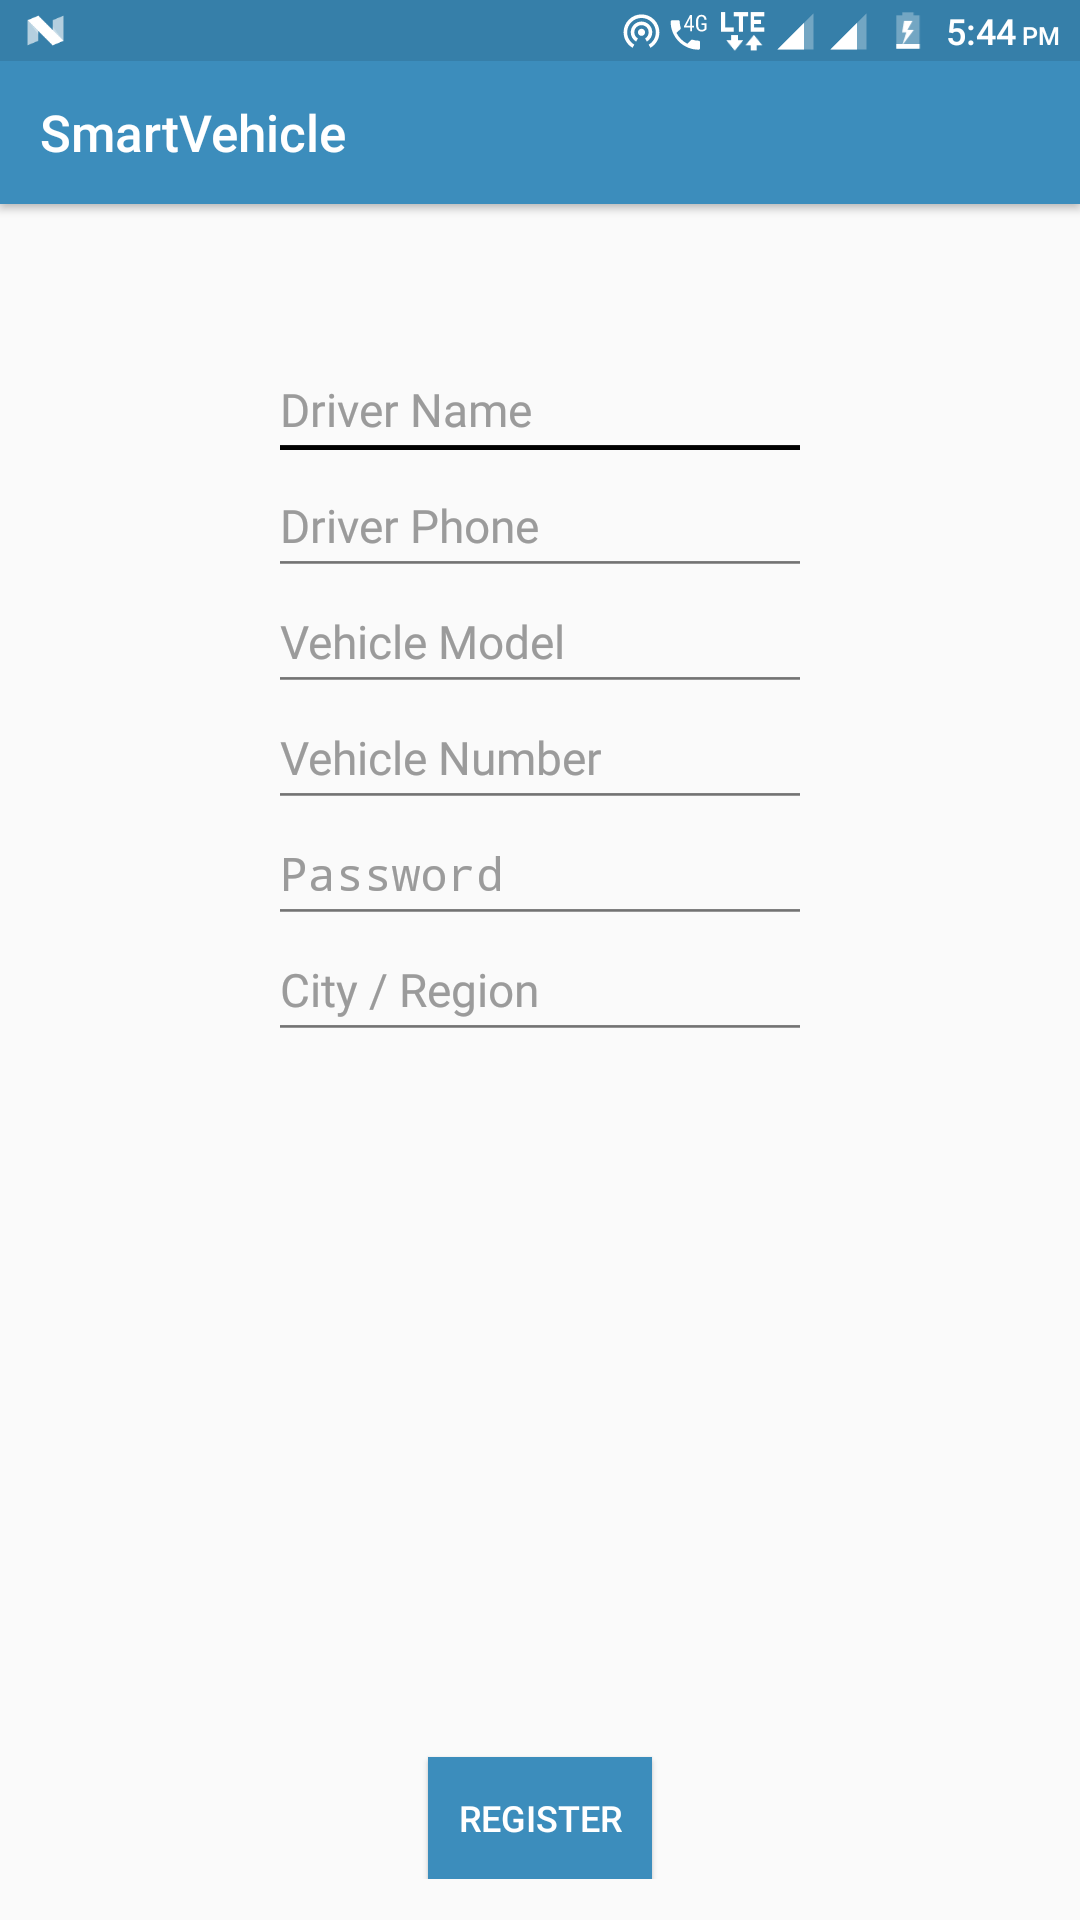 4G LTE 5:44 PM
SmartVehicle
Driver Name
Driver Phone
Vehicle Model
Vehicle Number
Password
City / Region
REGISTER